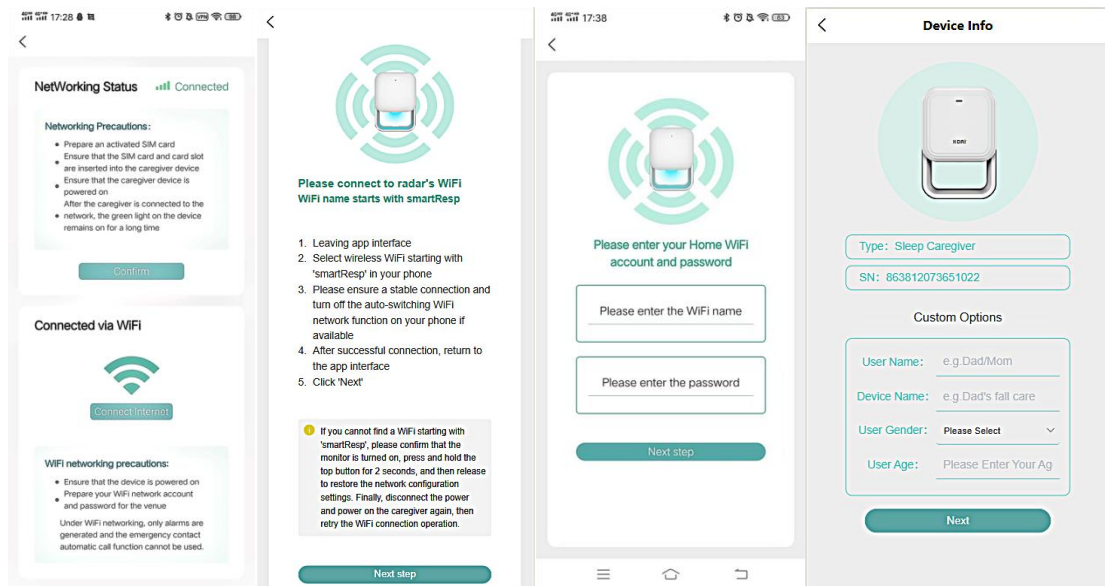 17:28
VPN
88
NetWorking Status
Connected
Networking Precautions:
Prepare an activated SIM card
Ensure that the SIM card and card slot
are inserted into the caregiver device
Ensure that the caregiver device is
powered on
After the caregiver is connected to the
network, the green light on the device
remains on for a long time
Confirm
Connected via WiFi
Connect Internet
WiFi networking precautions:
Ensure that the device is powered on
Prepare your WiFi network account
and password for the venue
Under WiFi networking, only alarms are
generated and the emergency contact
automatic call function cannot be used.
Please connect to radar's WiFi
WiFi name starts with smartResp
1. Leaving app interface
2. Select wireless WiFi starting with
'smartResp' in your phone
3. Please ensure a stable connection and
turn off the auto-switching WiFi
network function on your phone if
available
4. After successful connection, return to
the app interface
5. Click 'Next'
If you cannot find a WiFi starting with
'smartResp', please confirm that the
monitor is turned on, press and hold the
top button for 2 seconds, and then release
to restore the network configuration
settings. Finally, disconnect the power
and power on the caregiver again, then
retry the WiFi connection operation.
Next step
17:38
83
Please enter your Home WiFi
account and password
Please enter the WiFi name
Please enter the password
Next step
Device Info
Type: Sleep Caregiver
SN: 863812073651022
Custom Options
User Name: e.g.Dad/Mom
Device Name: e.g.Dad's fall care
User Gender: Please Select
User Age: Please Enter Your Ag
Next